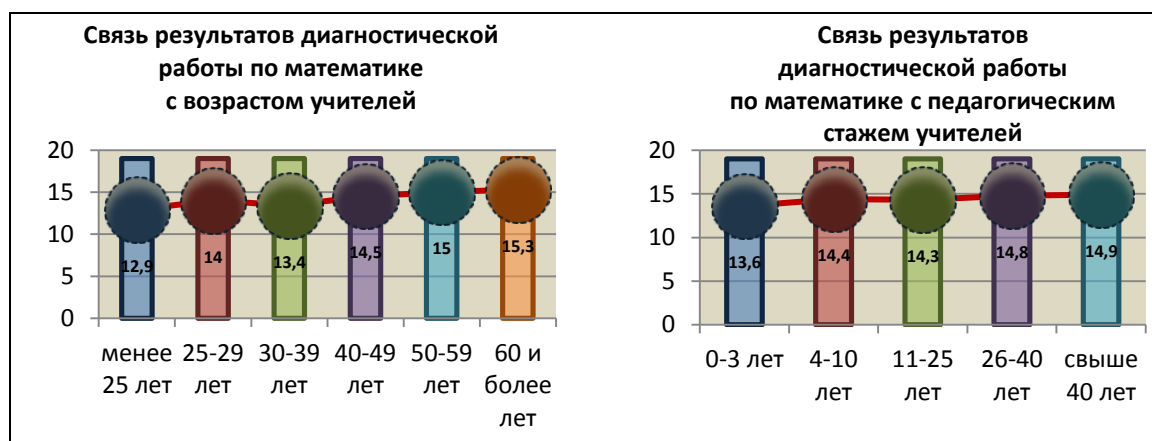 Связь результатов диагностической
работы по математике
с возрастом учителей
20
15
10
5
0
12,9
14
13,4
14,5
15
15,3
менее
25 лет
25-29
лет
30-39
лет
40-49
лет
50-59
лет
60 и
более
лет
Связь результатов
диагностической работы
по математике с педагогическим
стажем учителей
20
15
10
5
0
13,6
14,4
14,3
14,8
14,9
0-3 лет
4-10
лет
11-25
лет
26-40
лет
свыше
40 лет